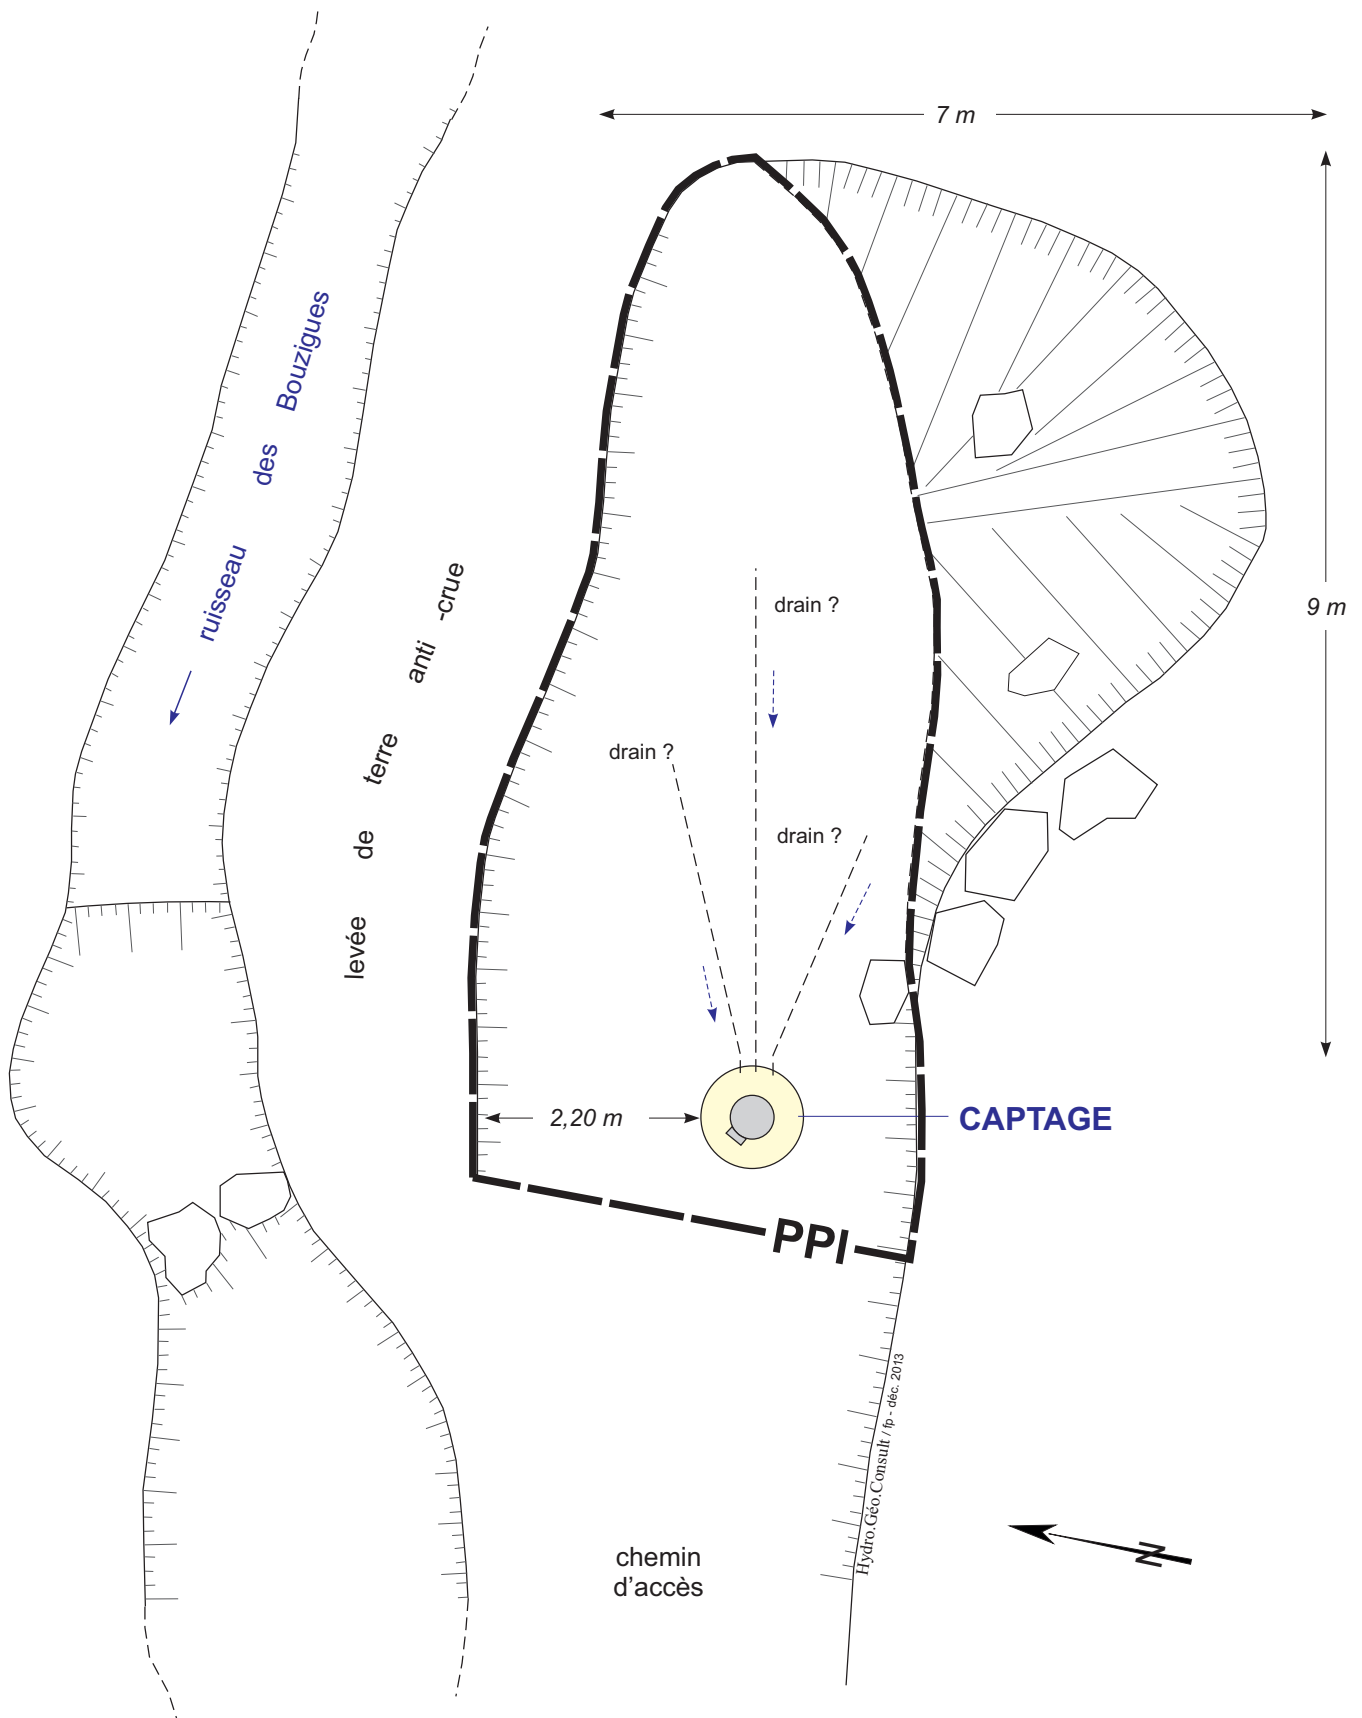 7 m
9 m
ruisseau des Bouzigues
levée de terre anti -crue
drain ?
drain ?
drain ?
2,20 m
CAPTAGE
PPI
Hydro.Géo.Consult / fp - déc. 2013
chemin
d'accès
N